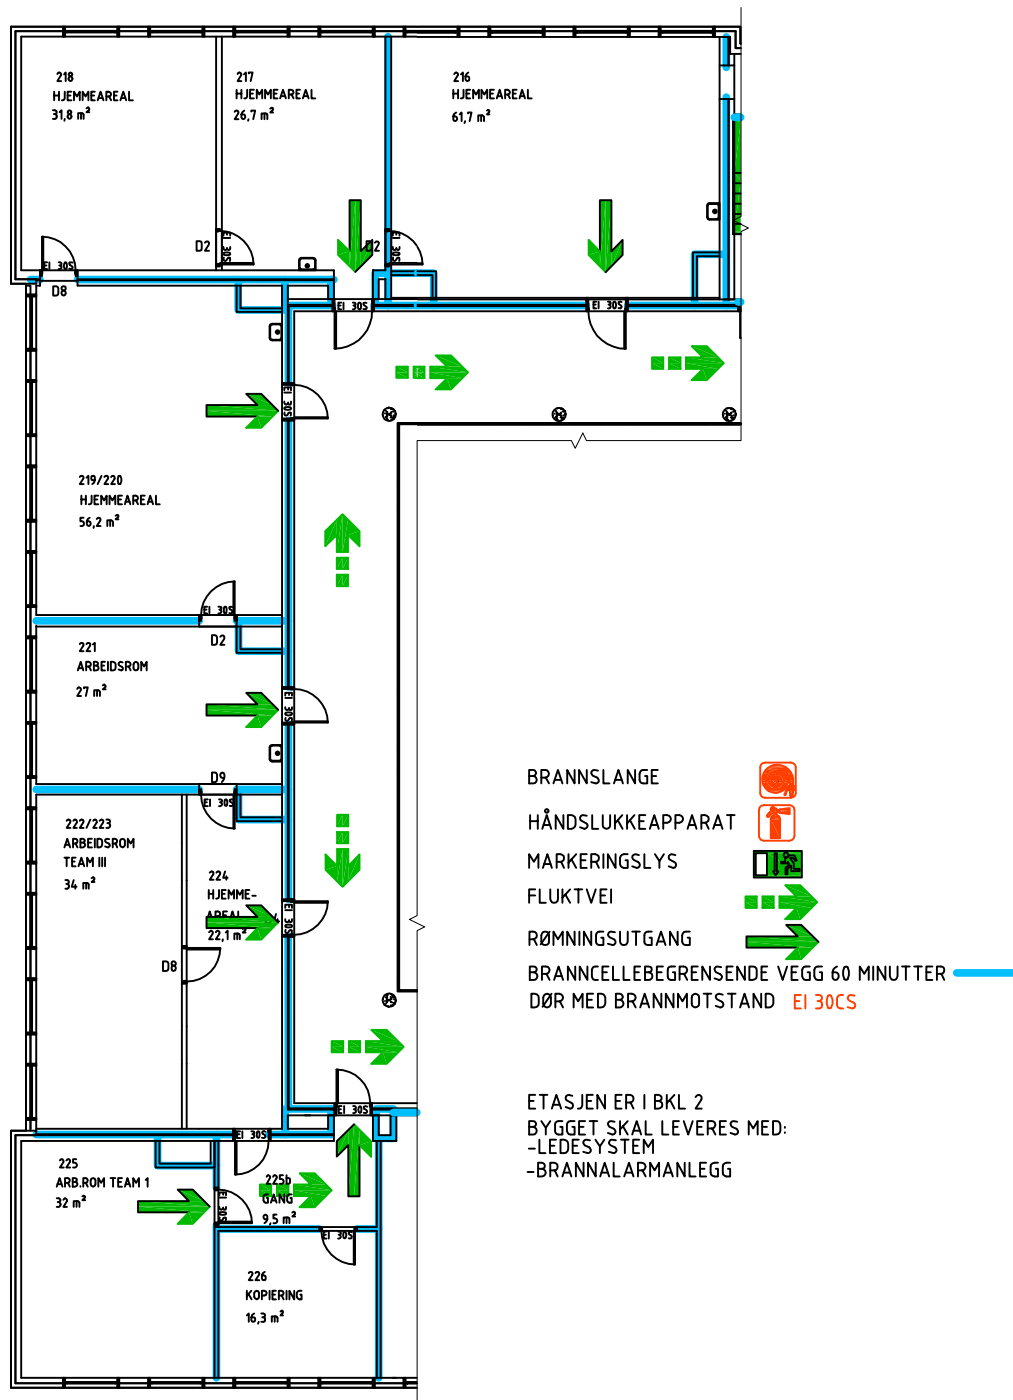 218
HJEMMEAREAL
31,8 m²
217
HJEMMEAREAL
26,7 m²
216
HJEMMEAREAL
61,7 m²
D2
EI 30S
D2
EI 30S
EI 30S
D8
EI 30S
EI 30S
EI 30S
219/220
HJEMMEAREAL
56,2 m²
EI 30S
D2
221
ARBEIDSROM
27 m²
EI 30S
D9
EI 30S
222/223
ARBEIDSROM
TEAM III
34 m²
224
HJEMME-
AREAL
22,1 m²
EI 30S
D8
EI 30S
EI 30S
225
ARB.ROM TEAM 1
32 m²
EI 30S
225b
GANG
9,5 m²
EI 30S
226
KOPIERING
16,3 m²
BRANNSLANGE
HÅNDSLUKKEAPPARAT
MARKERINGSLYS
FLUKTVEI
RØMNINGSUTGANG
BRANNCELLEBEGRENSENDE VEGG 60 MINUTTER
DØR MED BRANNMOTSTAND EI 30CS
ETASJEN ER I BKL 2
BYGGET SKAL LEVERES MED:
-LEDESYSTEM
-BRANNALARMANLEGG